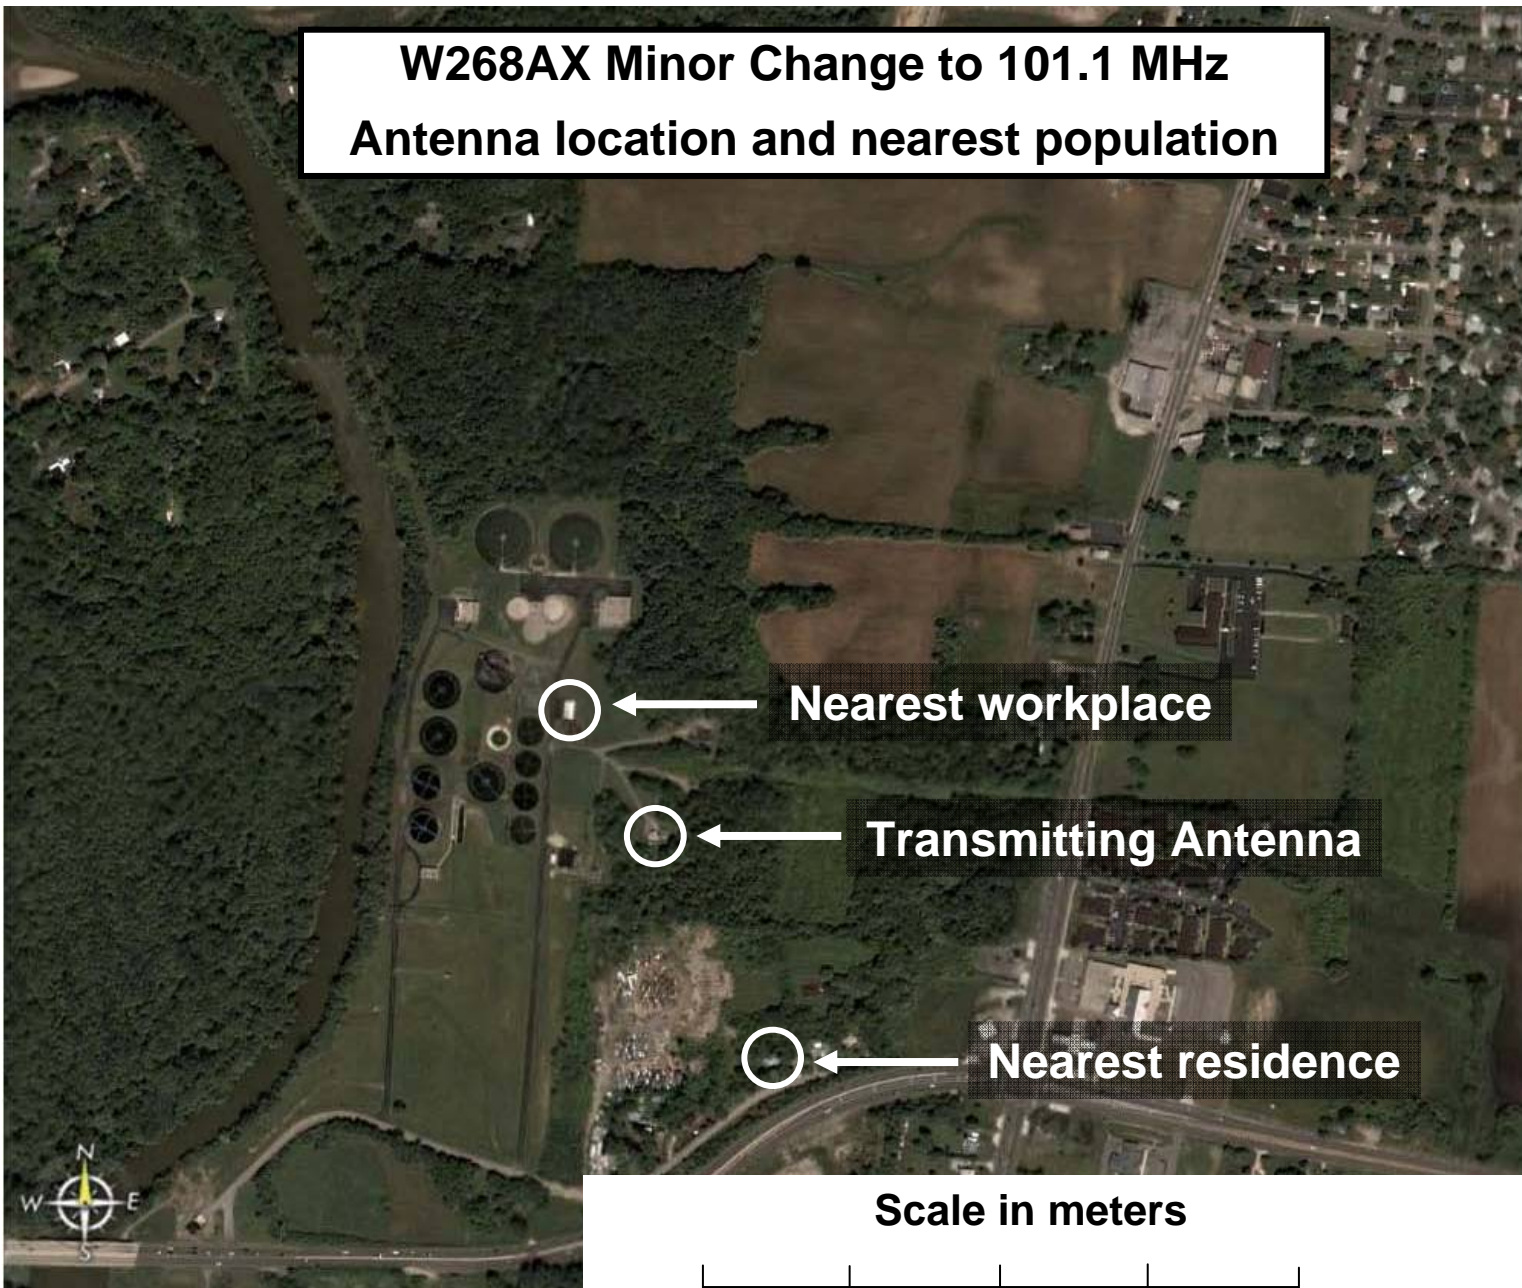 W268AX Minor Change to 101.1 MHz
Antenna location and nearest population
Nearest workplace
Transmitting Antenna
Nearest residence
N
W E
S
Scale in meters